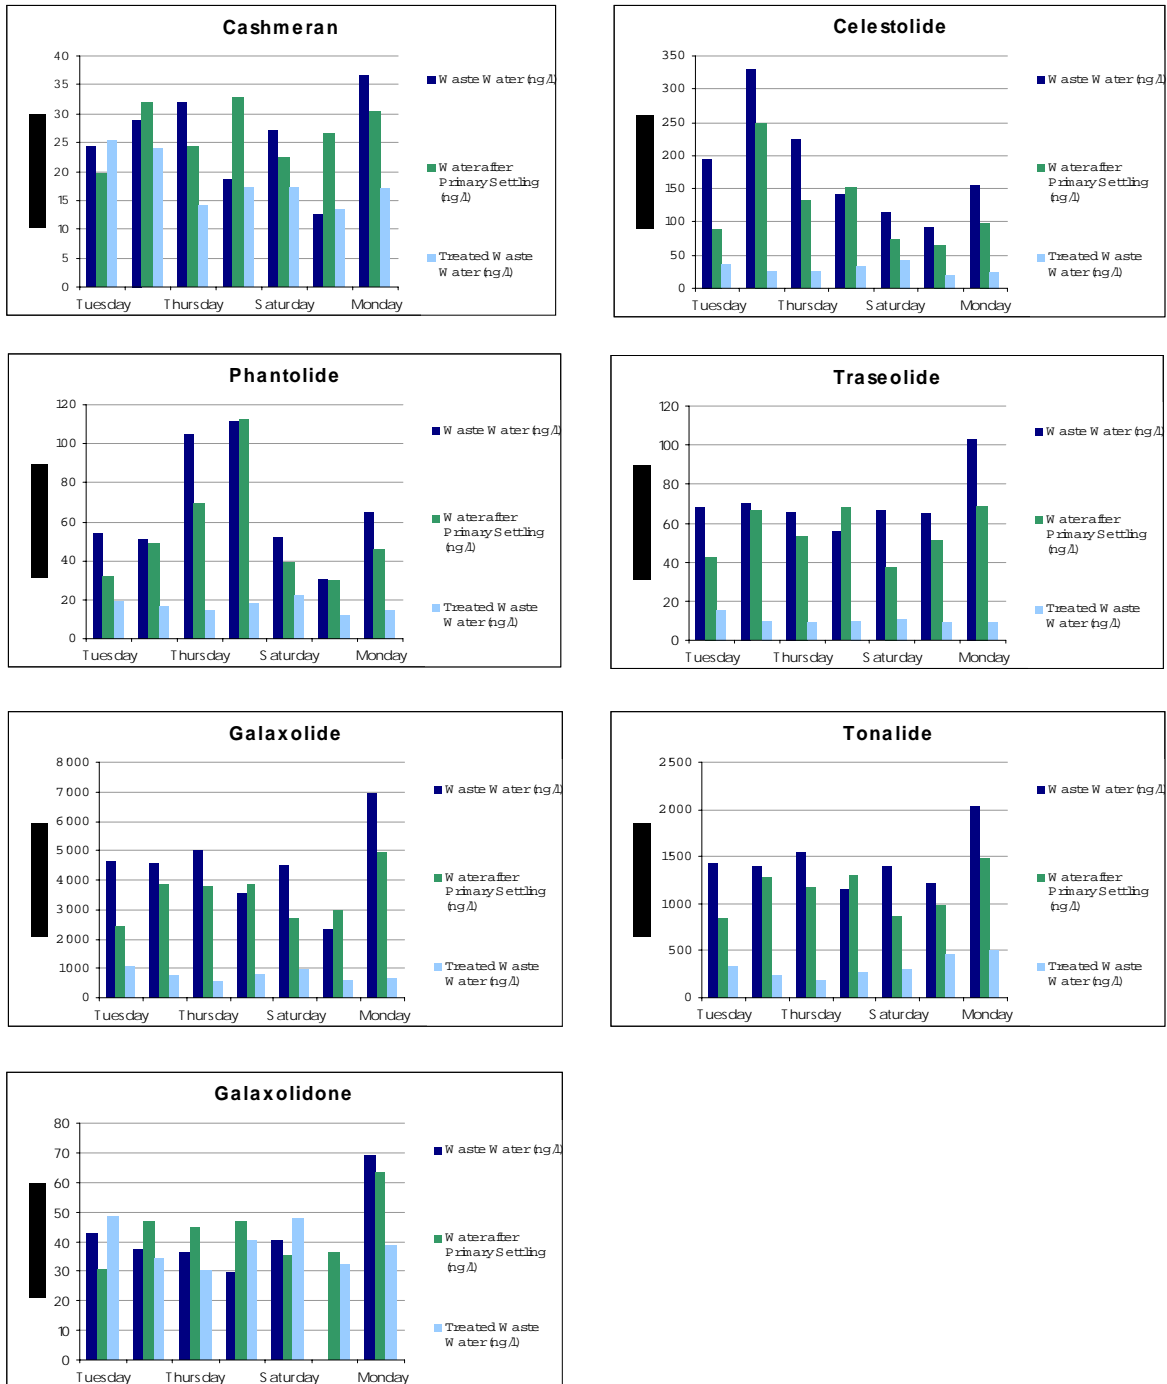 Cashmeran
40
35
30
25
20
15
10
5
0
Tuesday Thursday Saturday Monday
Waste Water (ng/l)
Water after
Primary Settling
(ng/l)
Treated Waste
Water (ng/l)
Celestolide
350
300
250
200
150
100
50
0
Tuesday Thursday Saturday Monday
Waste Water (ng/l)
Water after
Primary Settling
(ng/l)
Treated Waste
Water (ng/l)
Phantolide
120
100
80
60
40
20
0
Tuesday Thursday Saturday Monday
Waste Water (ng/l)
Water after
Primary Settling
(ng/l)
Treated Waste
Water (ng/l)
Traseolide
120
100
80
60
40
20
0
Tuesday Thursday Saturday Monday
Waste Water (ng/l)
Water after
Primary Settling
(ng/l)
Treated Waste
Water (ng/l)
Galaxolide
8000
7000
6000
5000
4000
3000
2000
1000
0
Tuesday Thursday Saturday Monday
Waste Water (ng/l)
Water after
Primary Settling
(ng/l)
Treated Waste
Water (ng/l)
Tonalide
2500
2000
1500
1000
500
0
Tuesday Thursday Saturday Monday
Waste Water (ng/l)
Water after
Primary Settling
(ng/l)
Treated Waste
Water (ng/l)
Galaxolidone
80
70
60
50
40
30
20
10
0
Tuesday Thursday Saturday Monday
Waste Water (ng/l)
Water after
Primary Settling
(ng/l)
Treated Waste
Water (ng/l)